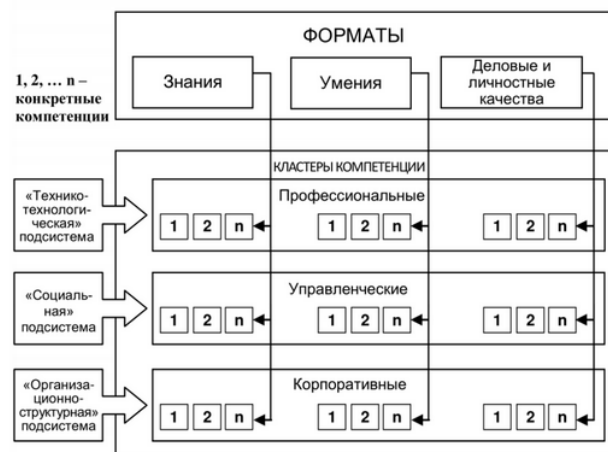 ФОРМАТЫ
1, 2, … n –
конкретные
компетенции
Знания
Умения
Деловые и
личностные
качества
КЛАСТЕРЫ КОМПЕТЕНЦИИ
«Технико-
технологи-
ческая»
подсистема
Профессиональные
1 2 n 1 2 n 1 2 n
«Социаль-
ная»
подсистема
Управленческие
1 2 n 1 2 n 1 2 n
«Организа-
ционно-
структурная»
подсистема
Корпоративные
1 2 n 1 2 n 1 2 n